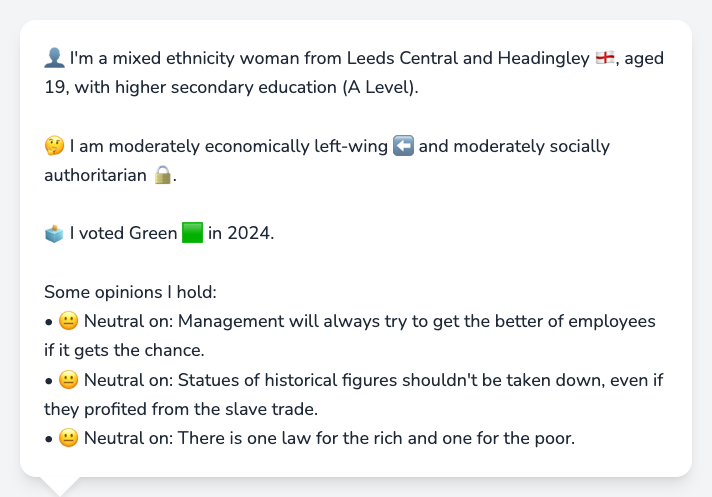 👤 I'm a mixed ethnicity woman from Leeds Central and Headingley 🏴󠁧󠁢󠁥󠁮󠁧󠁿, aged
19, with higher secondary education (A Level).
🤔 I am moderately economically left-wing ⬅️ and moderately socially
authoritarian 🔒.
🗳️ I voted Green 🟩 in 2024.
Some opinions I hold:
• 😐 Neutral on: Management will always try to get the better of employees
if it gets the chance.
• 😐 Neutral on: Statues of historical figures shouldn't be taken down, even if
they profited from the slave trade.
• 😐 Neutral on: There is one law for the rich and one for the poor.